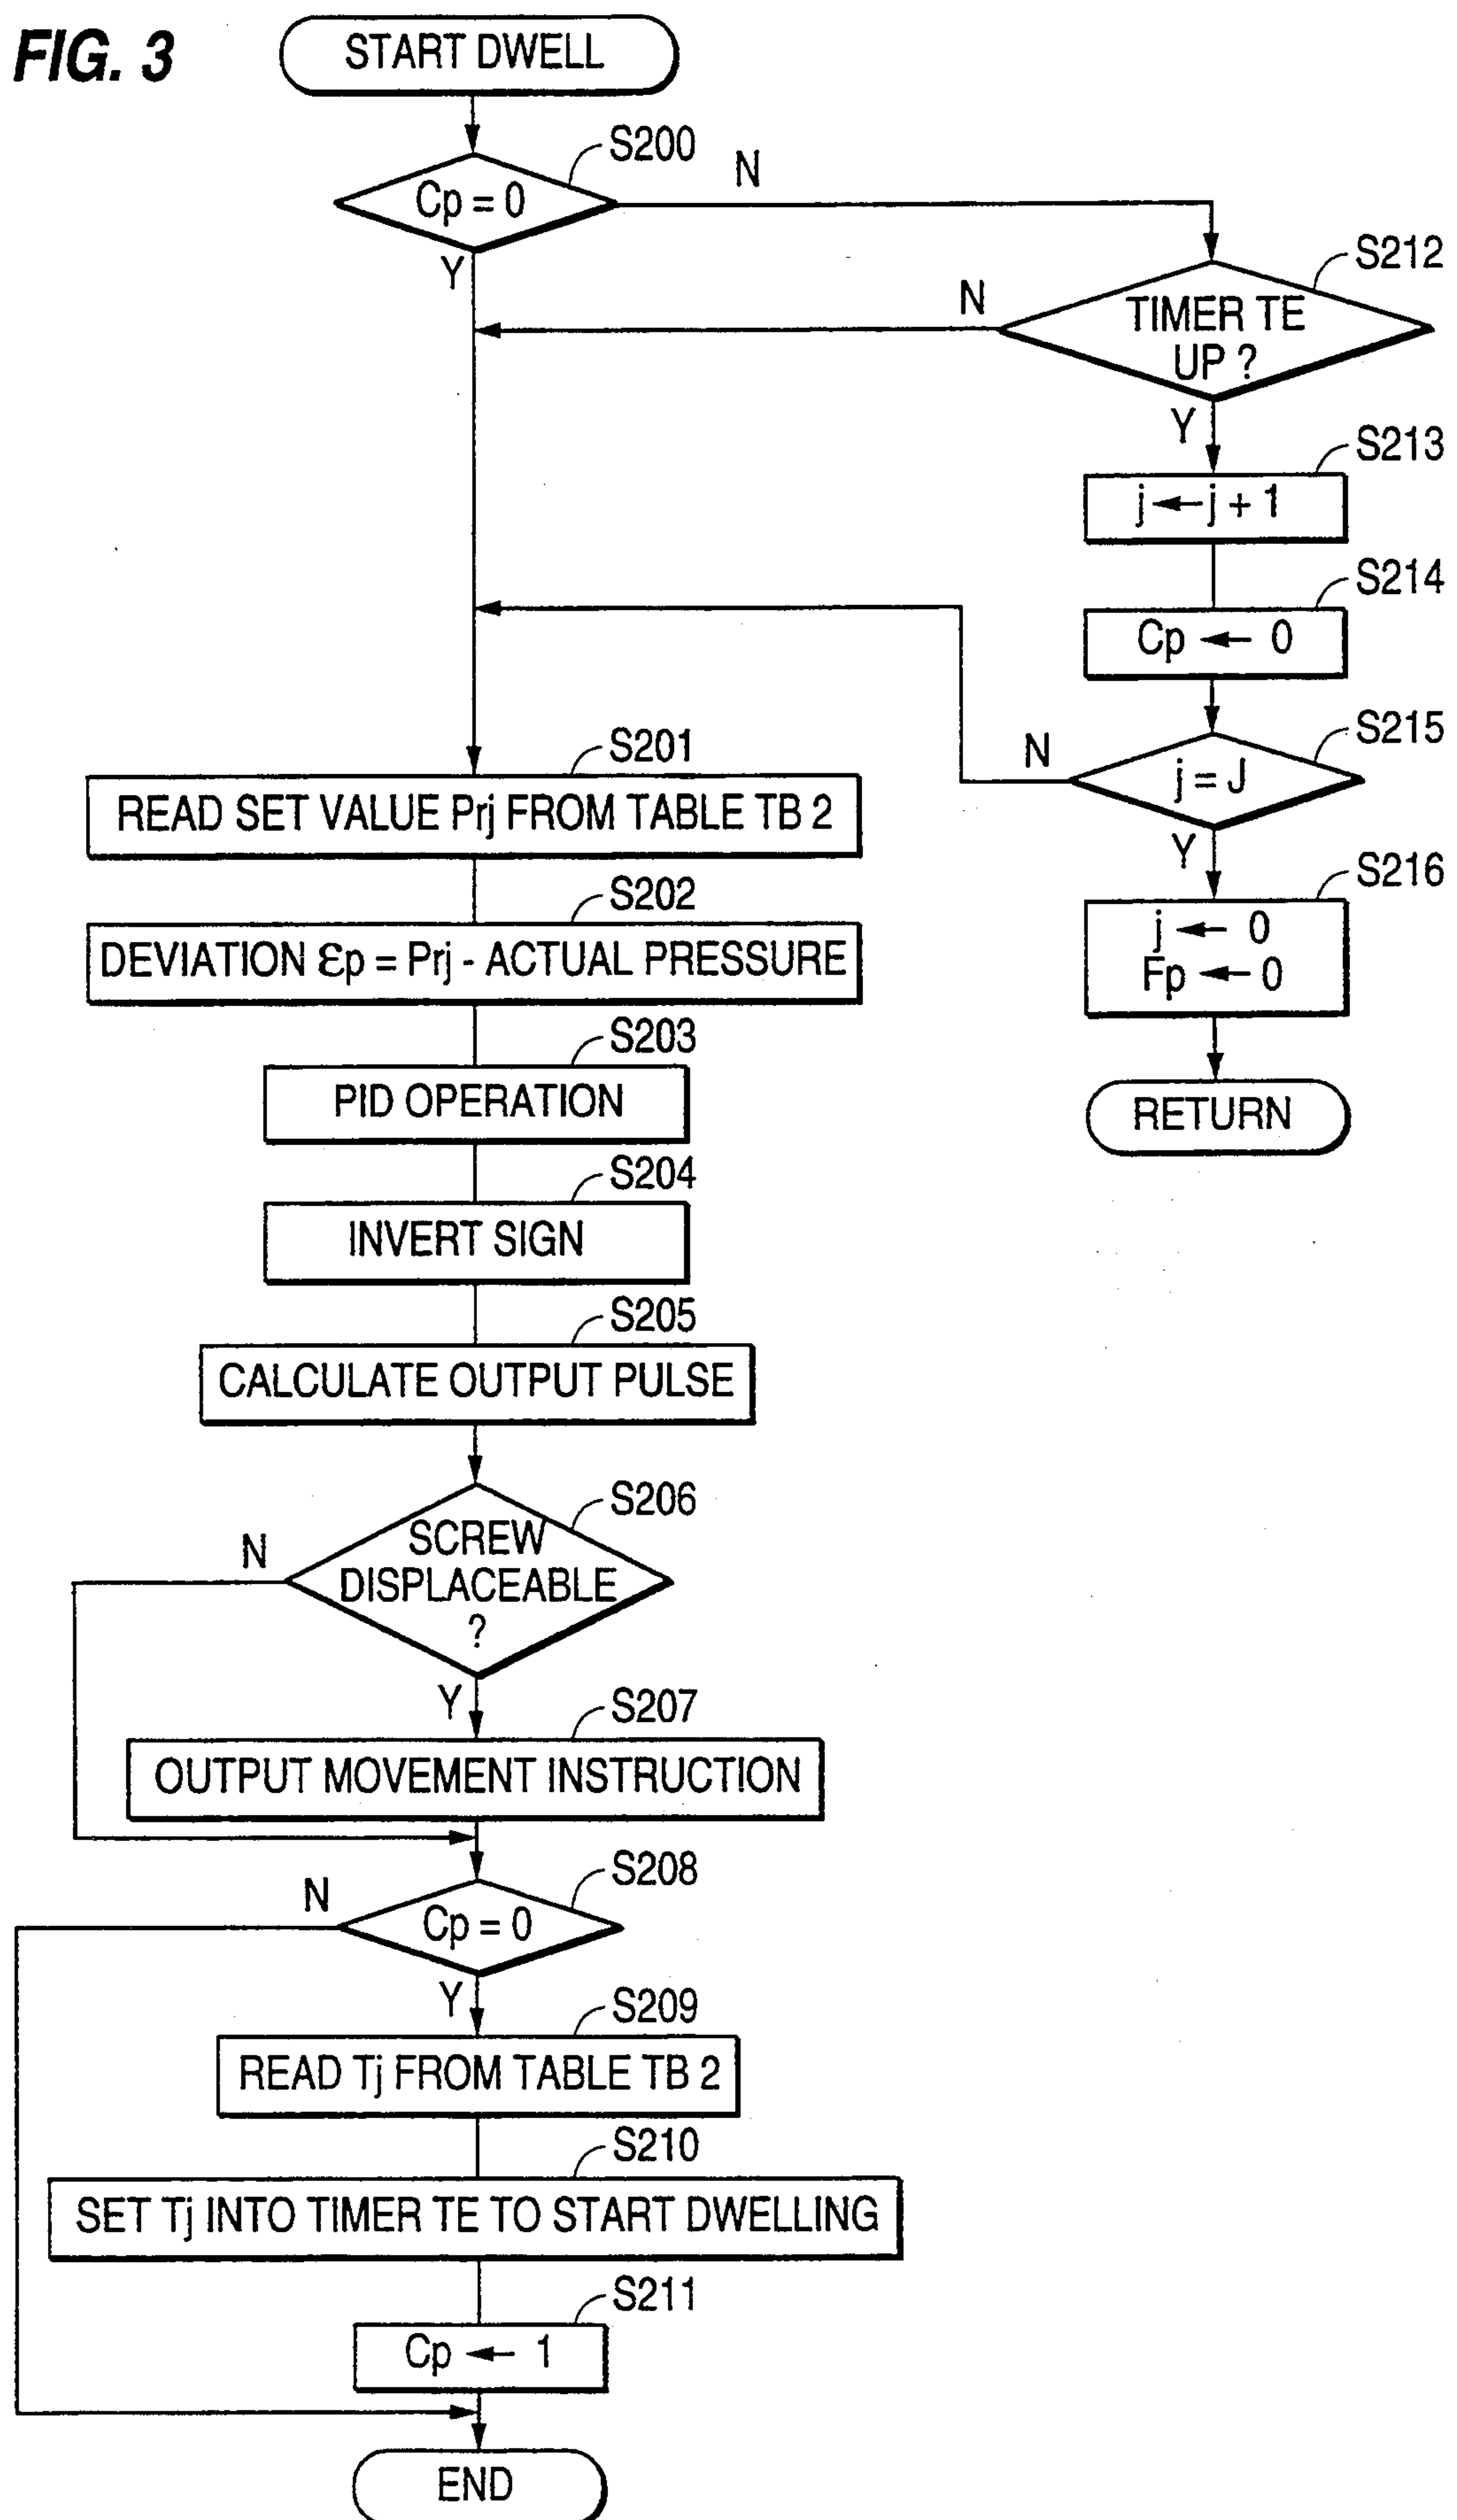 FIG. 3
START DWELL
S200
Cp = 0
N
Y
S212
TIMER TE
UP ?
N
Y
S213
j ← j + 1
S214
Cp ← 0
S215
j = J
N
Y
S216
j ← 0
Fp ← 0
RETURN
S201
READ SET VALUE Prj FROM TABLE TB 2
S202
DEVIATION Ɛp = Prj - ACTUAL PRESSURE
S203
PID OPERATION
S204
INVERT SIGN
S205
CALCULATE OUTPUT PULSE
S206
SCREW
DISPLACEABLE
?
N
Y
S207
OUTPUT MOVEMENT INSTRUCTION
S208
Cp = 0
N
Y
S209
READ Tj FROM TABLE TB 2
S210
SET Tj INTO TIMER TE TO START DWELLING
S211
Cp ← 1
END